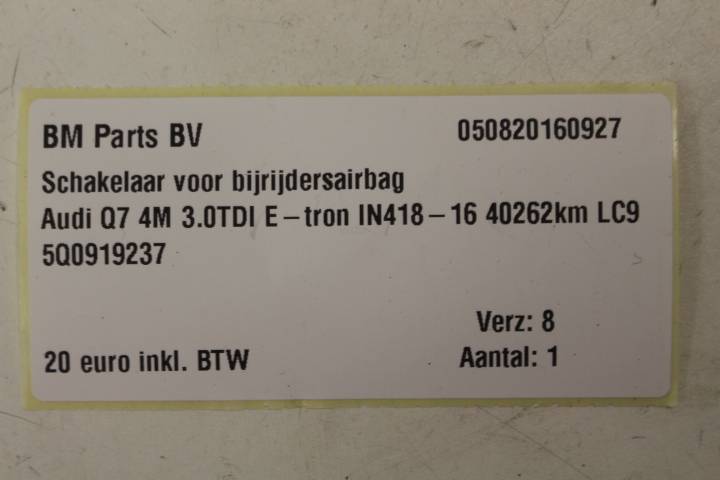 BM Parts BV 050820160927
Schakelaar voor bijrijdersairbag
Audi Q7 4M 3.0TDI E-tron IN418-16 40262km LC9
5Q0919237
Verz: 8
20 euro inkl. BTW Aantal: 1